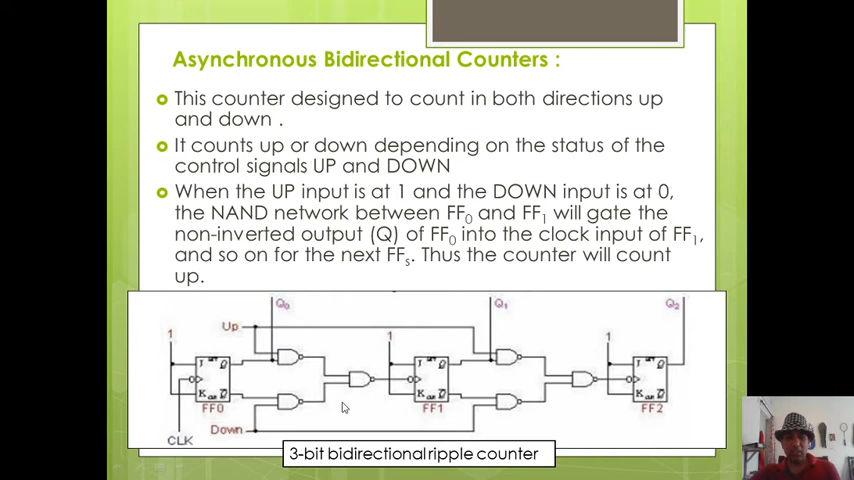 Asynchronous Bidirectional Counters :
This counter designed to count in both directions up
and down .
It counts up or down depending on the status of the
control signals UP and DOWN
When the UP input is at 1 and the DOWN input is at 0,
the NAND network between FF0 and FF1 will gate the
non-inverted output (Q) of FF0 into the clock input of FF1,
and so on for the next FFs. Thus the counter will count
up.
Q0 Q1 Q2
Up
1 1 1
J Q J Q J Q
K Q K Q K Q
FF0 FF1 FF2
Down
CLK
3-bit bidirectional ripple counter